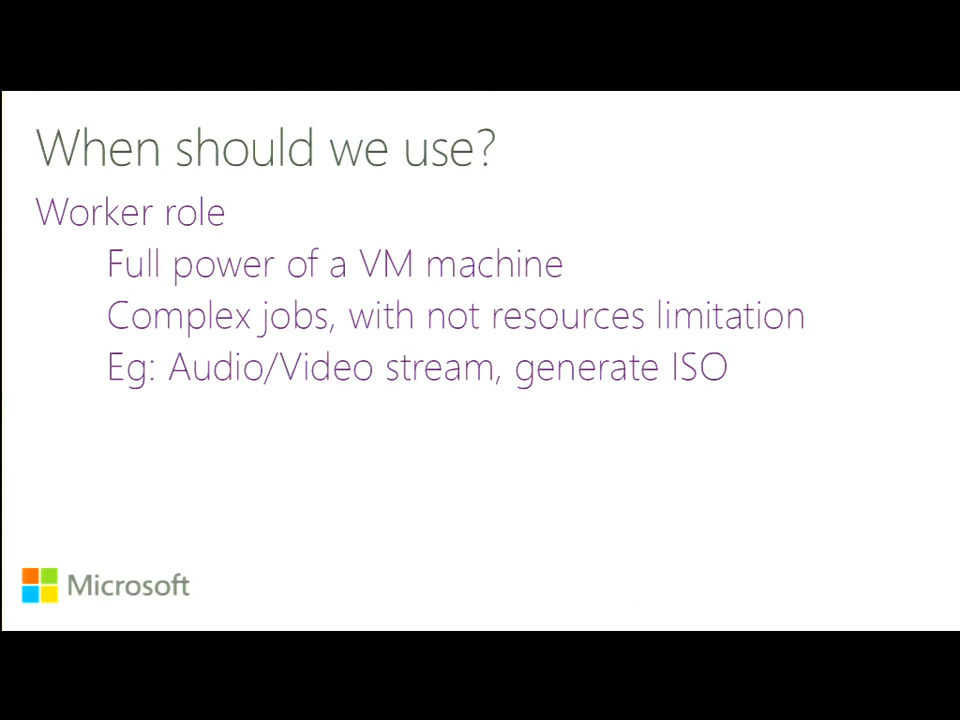 When should we use?
Worker role
Full power of a VM machine
Complex jobs, with not resources limitation
Eg: Audio/Video stream, generate ISO
Microsoft